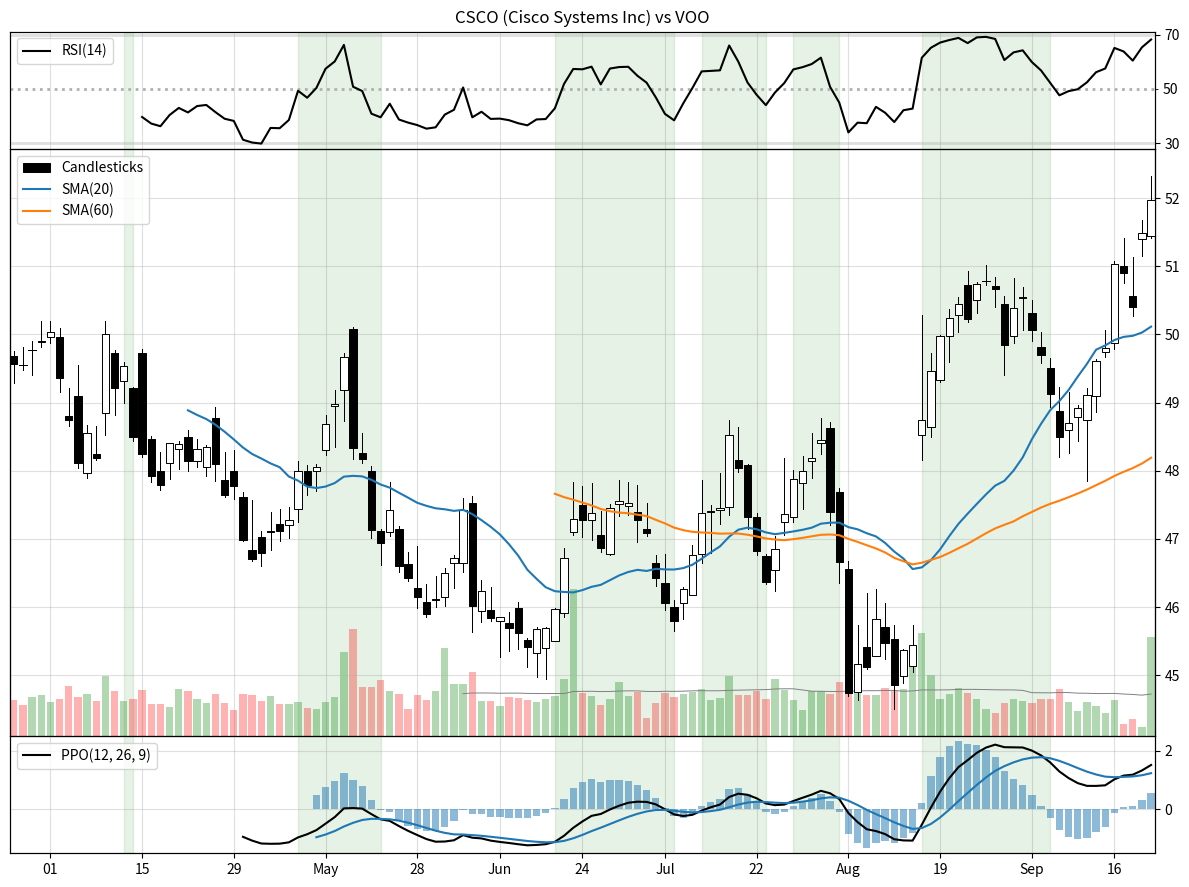 CSCO (Cisco Systems Inc) vs VOO
RSI(14)
70
50
30
Candlesticks
SMA(20)
SMA(60)
52
51
50
49
48
47
46
45
PPO(12, 26, 9)
2
0
01 15 29 May 28 Jun 24 Jul 22 Aug 19 Sep 16